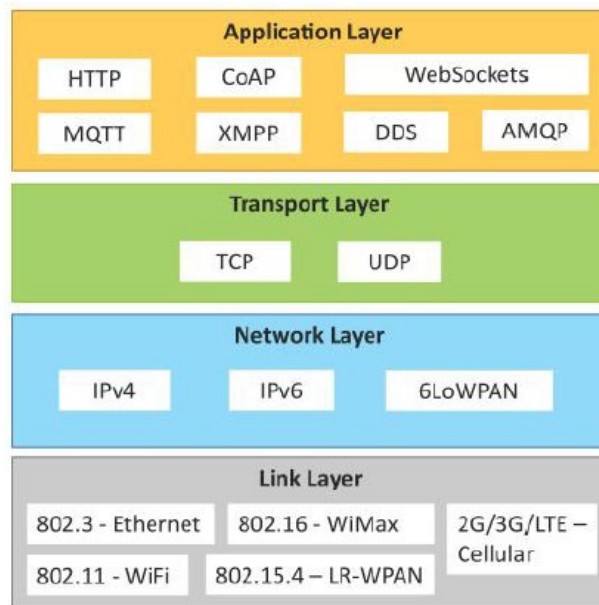 Application Layer
HTTP
CoAP
WebSockets
MQTT
XMPP
DDS
AMQP
Transport Layer
TCP
UDP
Network Layer
IPv4
IPv6
6LoWPAN
Link Layer
802.3 - Ethernet
802.16 - WiMax
2G/3G/LTE –
Cellular
802.11 - WiFi
802.15.4 – LR-WPAN